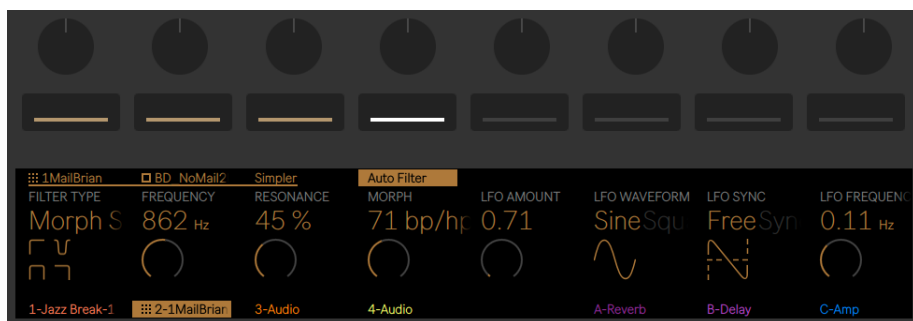 1MailBrian BD_NoMail2 Simpler Auto Filter
FILTER TYPE FREQUENCY RESONANCE MORPH LFO AMOUNT LFO WAVEFORM LFO SYNC LFO FREQUENC
Morph S 862 Hz 45 % 71 bp/hp 0.71 Sine Squ Free Syn 0.11 Hz
1-Jazz Break-1 2-1MailBrian 3-Audio 4-Audio A-Reverb B-Delay C-Amp